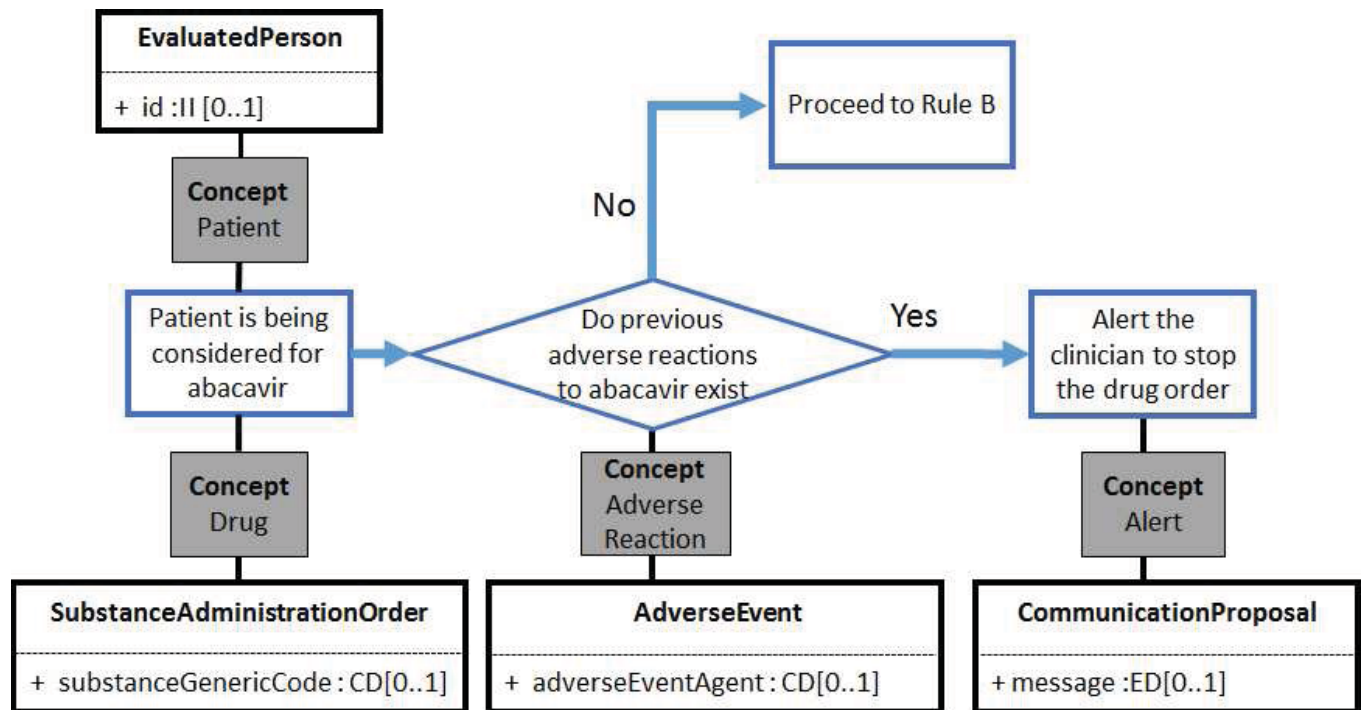 EvaluatedPerson
+ id :II [0..1]
Concept
Patient
Patient is being
considered for
abacavir
Concept
Drug
SubstanceAdministrationOrder
+ substanceGenericCode : CD[0..1]
No
Proceed to Rule B
Do previous
adverse reactions
to abacavir exist
Yes
Alert the
clinician to stop
the drug order
Concept
Adverse
Reaction
AdverseEvent
+ adverseEventAgent : CD[0..1]
Concept
Alert
CommunicationProposal
+ message :ED[0..1]